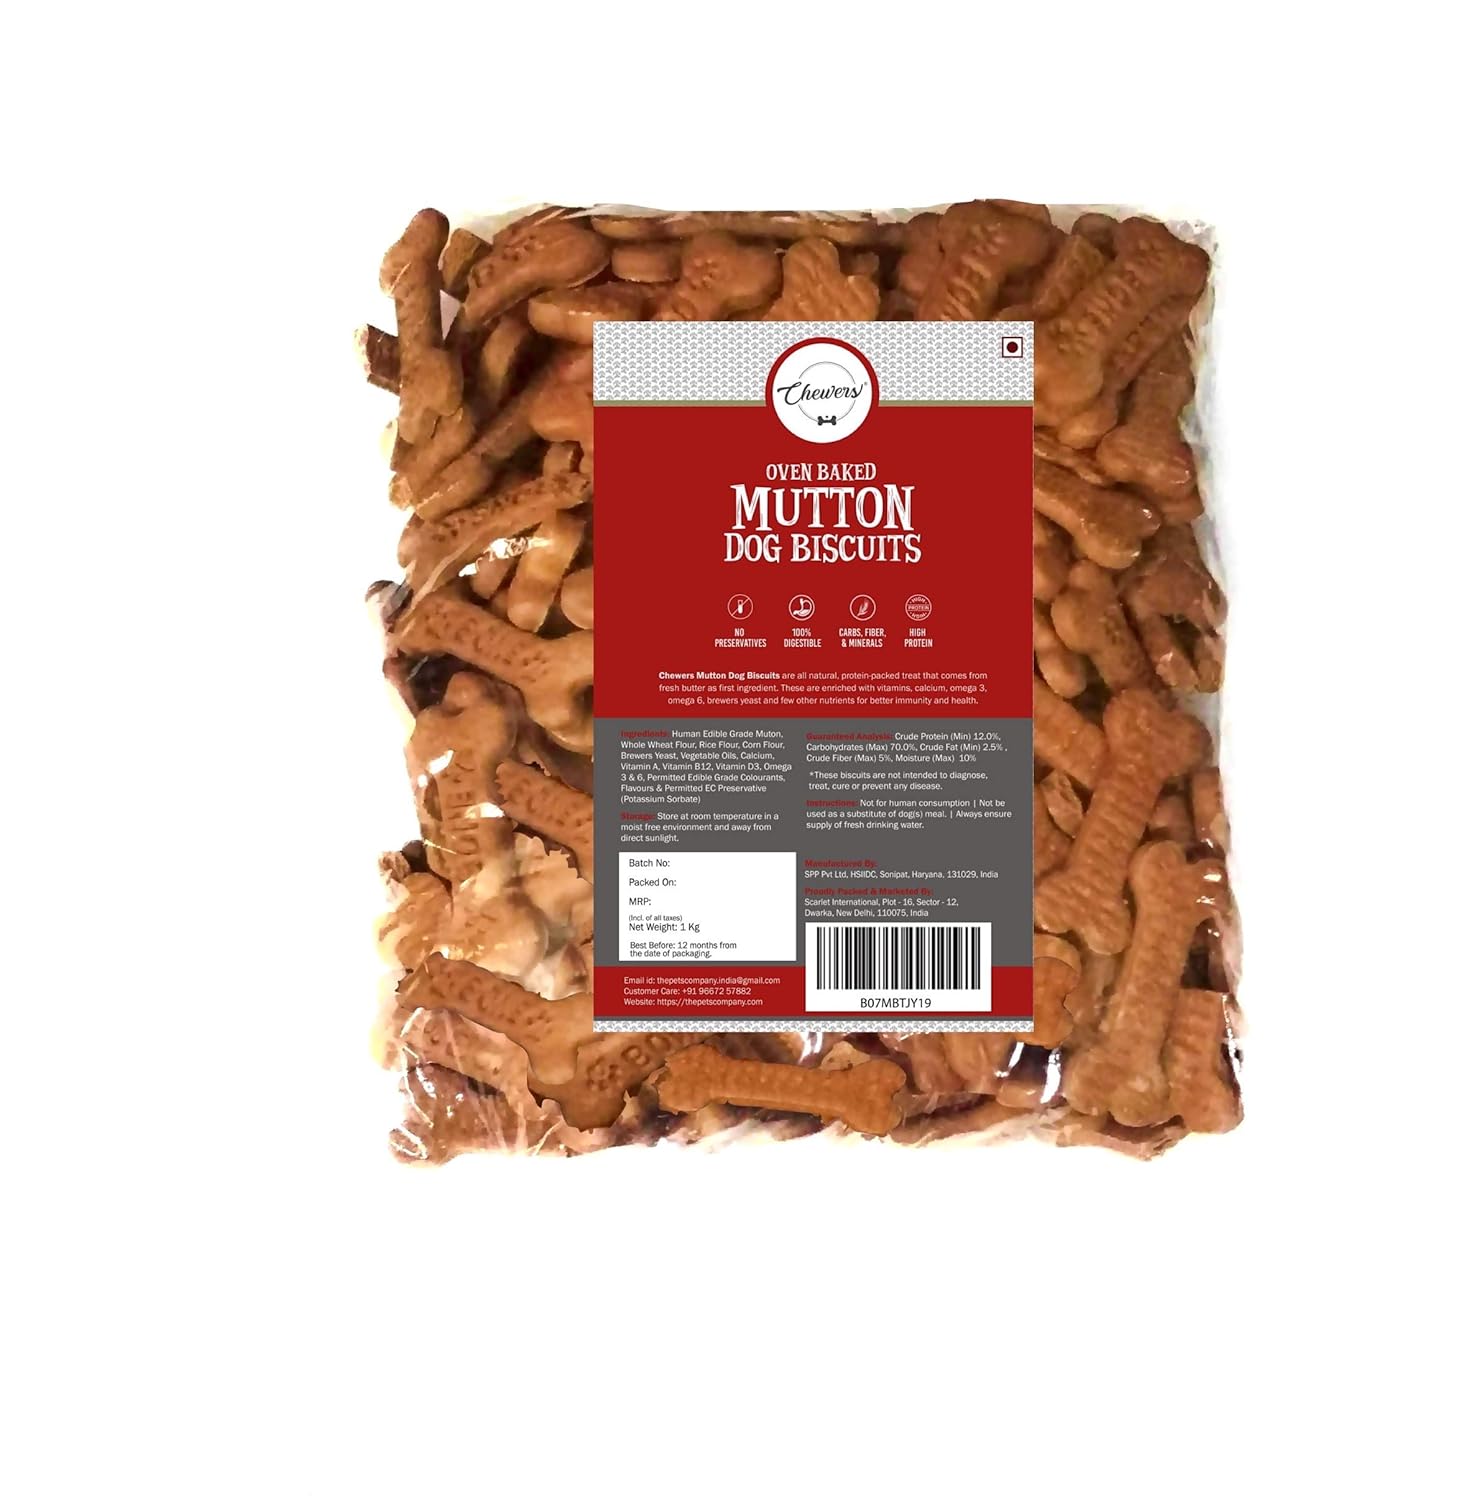 Chewers®
OVEN BAKED
MUTTON
DOG BISCUITS
NO
PRESERVATIVES
100%
DIGESTIBLE
CARBS, FIBER,
& MINERALS
HIGH
PROTEIN
HIGH
PROTEIN
Chewers Mutton Dog Biscuits are all natural, protein-packed treat that comes from
fresh butter as first ingredient. These are enriched with vitamins, calcium, omega 3,
omega 6, brewers yeast and few other nutrients for better immunity and health.
Ingredients: Human Edible Grade Muton,
Whole Wheat Flour, Rice Flour, Corn Flour,
Brewers Yeast, Vegetable Oils, Calcium,
Vitamin A, Vitamin B12, Vitamin D3, Omega
3 & 6, Permitted Edible Grade Colourants,
Flavours & Permitted EC Preservative
(Potassium Sorbate)
Storage: Store at room temperature in a
moist free environment and away from
direct sunlight.
Guaranteed Analysis: Crude Protein (Min) 12.0%,
Carbohydrates (Max) 70.0%, Crude Fat (Min) 2.5% ,
Crude Fiber (Max) 5%, Moisture (Max) 10%
*These biscuits are not intended to diagnose,
treat, cure or prevent any disease.
Instructions: Not for human consumption | Not be
used as a substitute of dog(s) meal. | Always ensure
supply of fresh drinking water.
Batch No:
Packed On:
MRP:
(Incl. of all taxes)
Net Weight: 1 Kg
Best Before: 12 months from
the date of packaging.
Manufactured By:
SPP Pvt Ltd, HSIIDC, Sonipat, Haryana, 131029, India
Proudly Packed & Marketed By:
Scarlet International, Plot - 16, Sector - 12,
Dwarka, New Delhi, 110075, India
Email id: thepetscompany.india@gmail.com
Customer Care: +91 96672 57882
Website: https://thepetscompany.com
B07MBTJY19